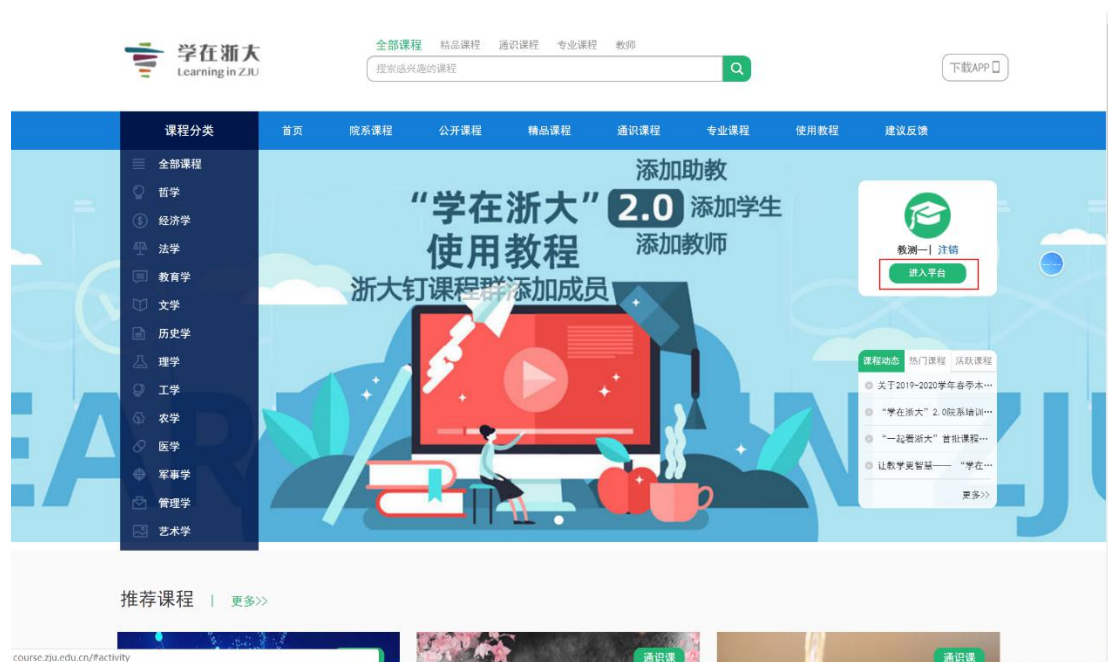 学在浙大
Learning in ZJU
全部课程 精品课程 通识课程 专业课程 教师
搜索感兴趣的课程
下载APP
课程分类 首页 院系课程 公开课程 精品课程 通识课程 专业课程 使用教程 建议反馈
全部课程
哲学
经济学
法学
教育学
文学
历史学
理学
工学
农学
医学
军事学
管理学
艺术学
添加助教
“学在浙大” 2.0 添加学生
使用教程 添加教师
浙大钉课程群添加成员
教测一| 注销
进入平台
课程动态 热门课程 活跃课程
关于2019-2020学年春季本…
“学在浙大”2.0院系培训…
“一起看浙大”首批课程…
让教学更智慧—— “学在…
更多>>
推荐课程 | 更多>>
通识课
通识课
course.zju.edu.cn/#activity